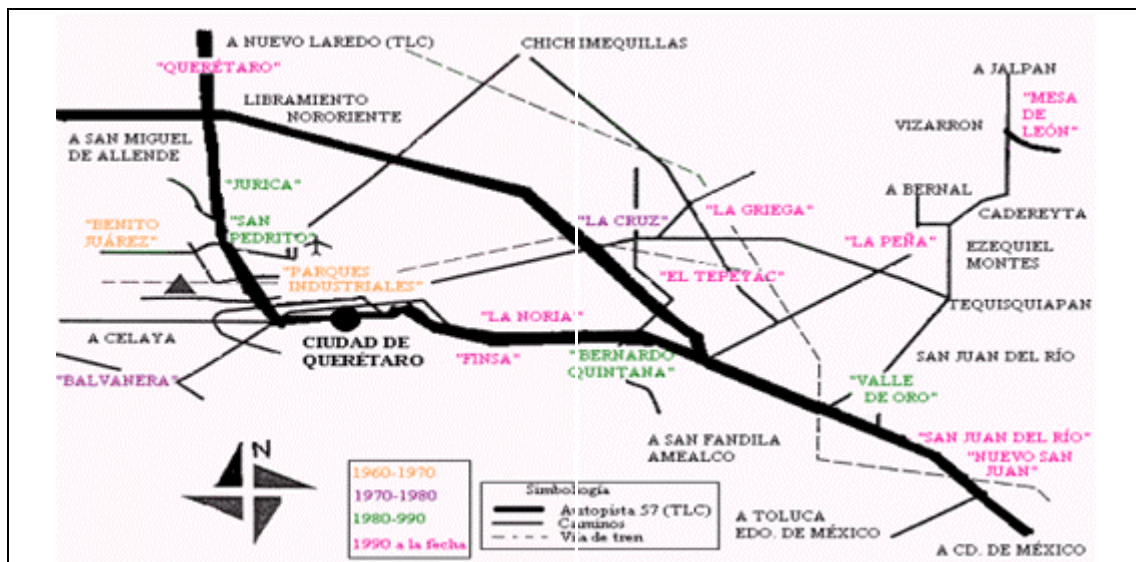 A NUEVO LAREDO (TLC)
CHICHIMEQUILLAS
"QUERÉTARO"
A JALPAN
"MESA
DE
LEÓN"
LIBRAMIENTO
NORORIENTE
VIZARRON
A SAN MIGUEL
DE ALLENDE
"JURICA"
A BERNAL
"LA CRUZ"
"LA GRIEGA"
CADEREYTA
"BENITO
JUÁREZ"
"SAN
PEDRITO"
"LA PEÑA"
EZEQUIEL
MONTES
"PARQUES
INDUSTRIALES"
"EL TEPEYAC"
TEQUISQUIAPAN
A CELAYA
CIUDAD DE
QUERÉTARO
"LA NORIA"
"FINSA"
"BERNARDO
QUINTANA"
SAN JUAN DEL RÍO
"BALVANERA"
"VALLE
DE ORO"
A SAN FANDILA
AMEALCO
"SAN JUAN DEL RÍO"
"NUEVO SAN
JUAN"
N
1960-1970
1970-1980
1980-990
1990 a la fecha
Simbología
Autopista 57 (TLC)
Caminos
Vía de tren
A TOLUCA
EDO. DE MÉXICO
A CD. DE MÉXICO